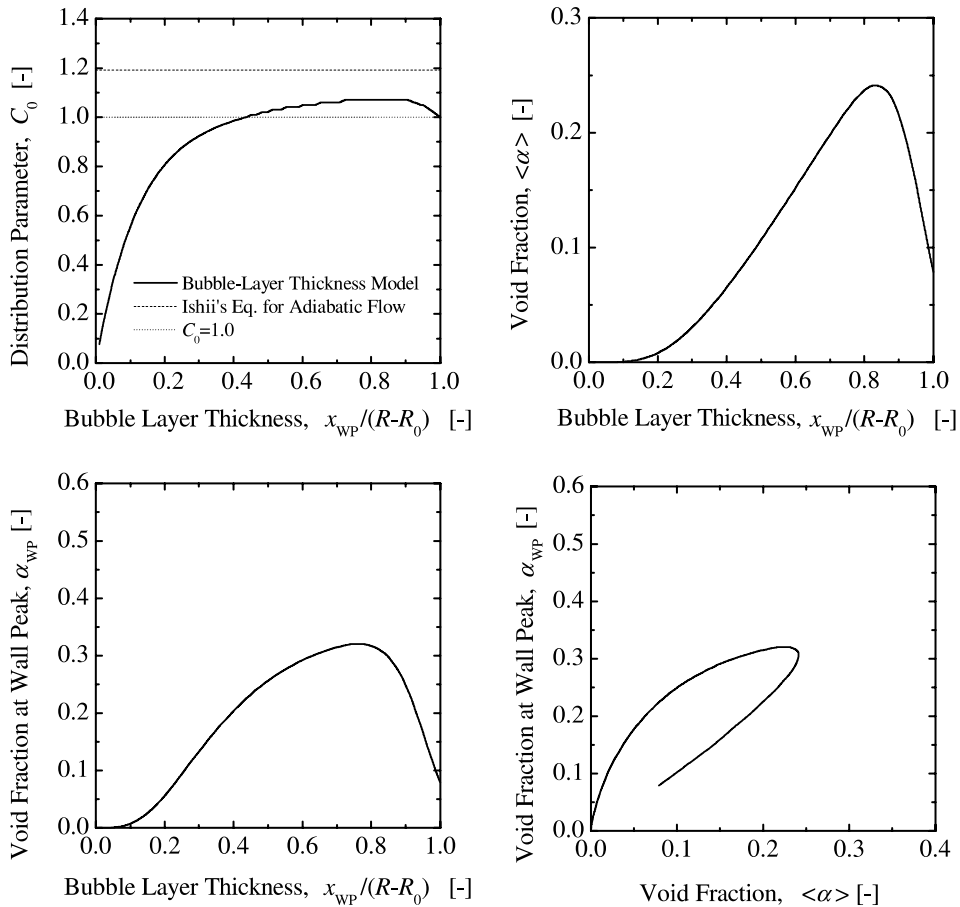 1.4
1.2
1.0
0.8
0.6
0.4
0.2
0.0
Distribution Parameter, C0 [-]
Bubble-Layer Thickness Model
Ishii's Eq. for Adiabatic Flow
C0=1.0
0.0 0.2 0.4 0.6 0.8 1.0
Bubble Layer Thickness, xWP/(R-R0) [-]
0.3
0.2
0.1
0.0
Void Fraction, <α> [-]
0.0 0.2 0.4 0.6 0.8 1.0
Bubble Layer Thickness, xWP/(R-R0) [-]
0.6
0.5
0.4
0.3
0.2
0.1
0.0
Void Fraction at Wall Peak, αWP [-]
0.0 0.2 0.4 0.6 0.8 1.0
Bubble Layer Thickness, xWP/(R-R0) [-]
0.6
0.5
0.4
0.3
0.2
0.1
0.0
Void Fraction at Wall Peak, αWP [-]
0.0 0.1 0.2 0.3 0.4
Void Fraction, <α> [-]